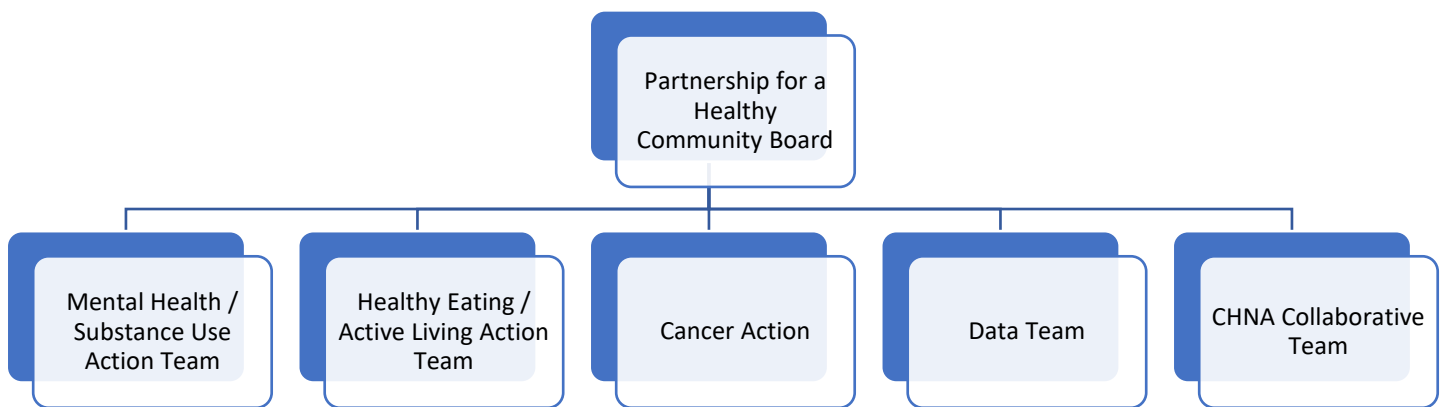 Partnership for a
Healthy
Community Board
Mental Health /
Substance Use
Action Team
Healthy Eating /
Active Living Action
Team
Cancer Action
Data Team
CHNA Collaborative
Team